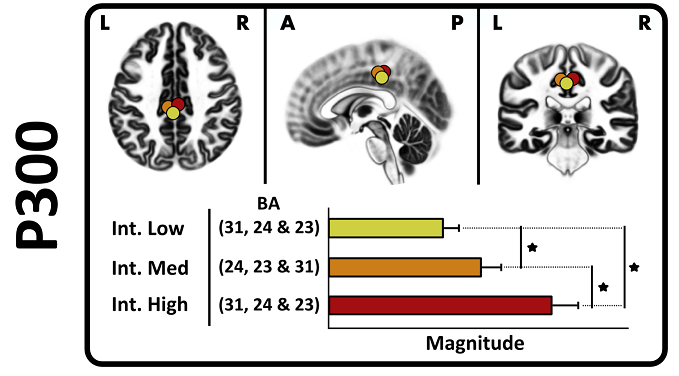 P300
L R
A P
L R
BA
Int. Low (31, 24 & 23)
Int. Med (24, 23 & 31)
Int. High (31, 24 & 23)
Magnitude